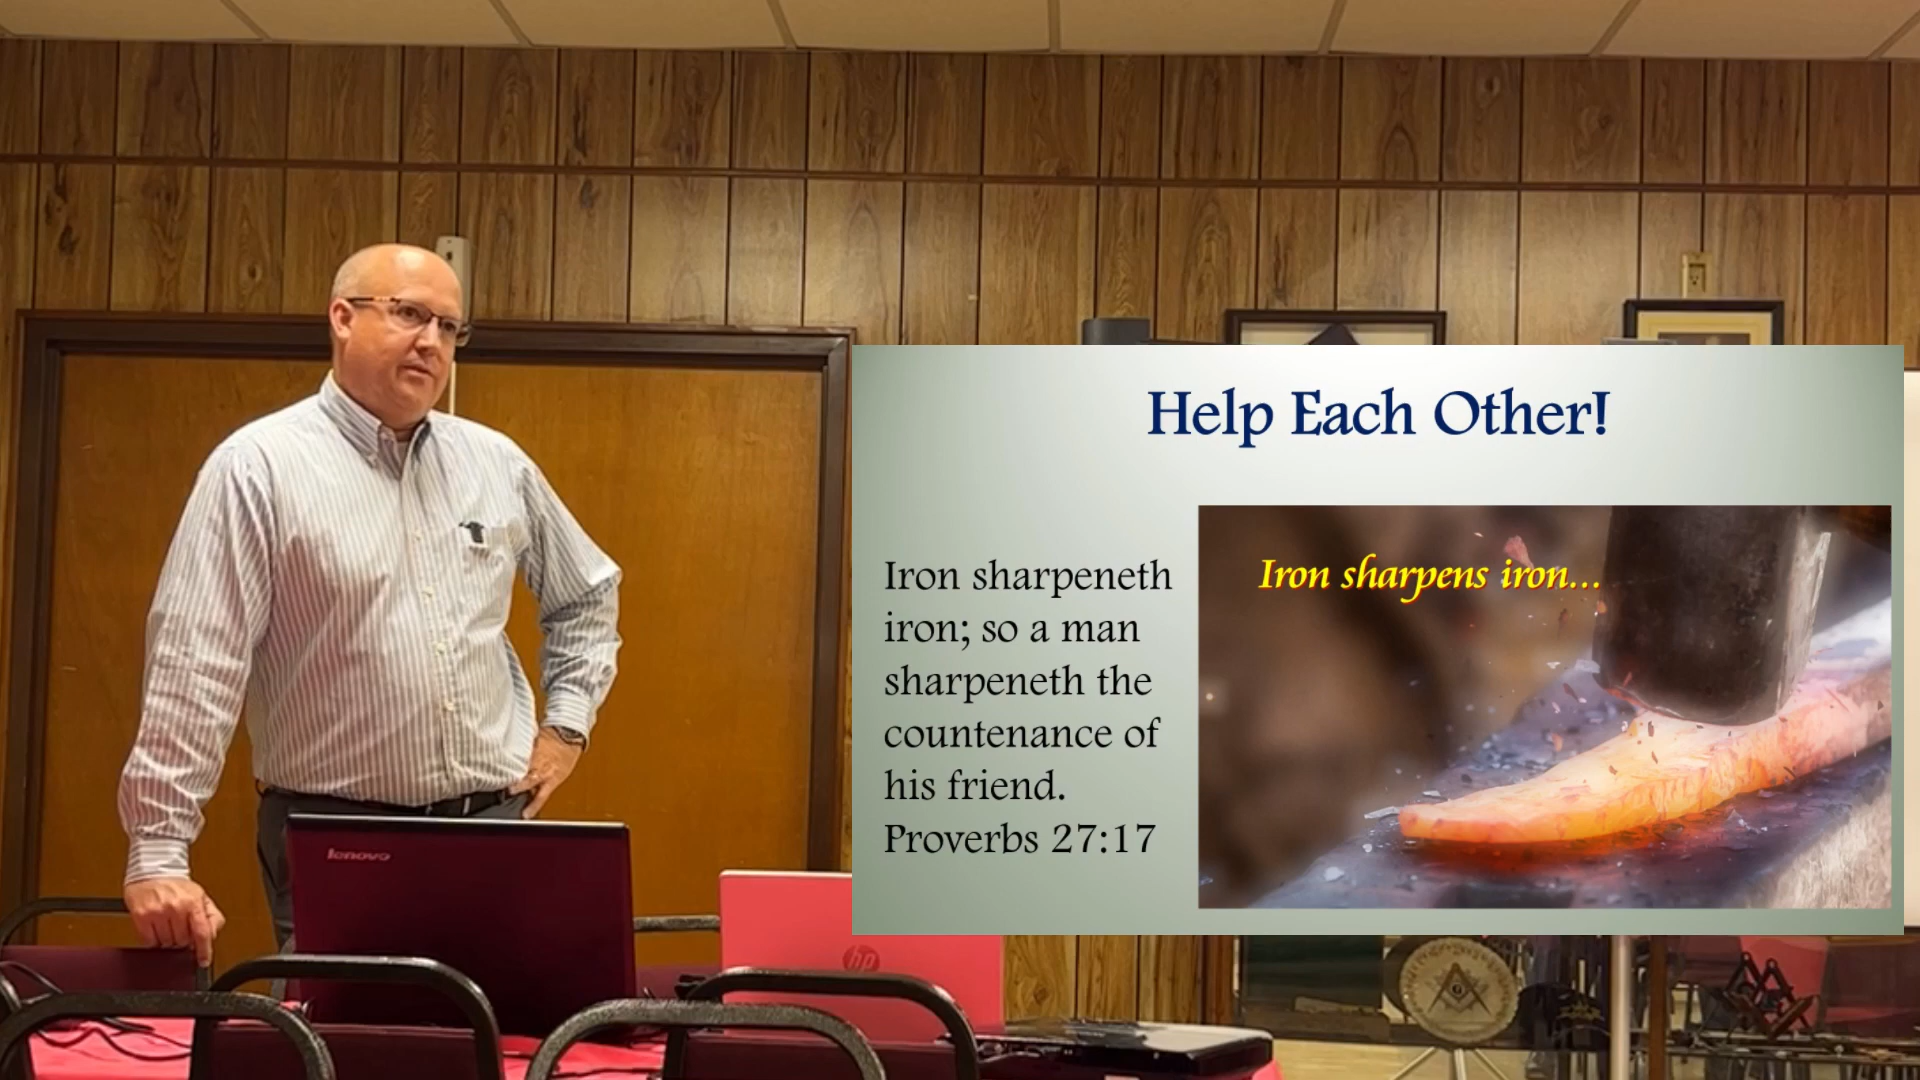 Help Each Other!
Iron sharpeneth
iron; so a man
sharpeneth the
countenance of
his friend.
Proverbs 27:17
Iron sharpens iron...
lenovo
hp
G